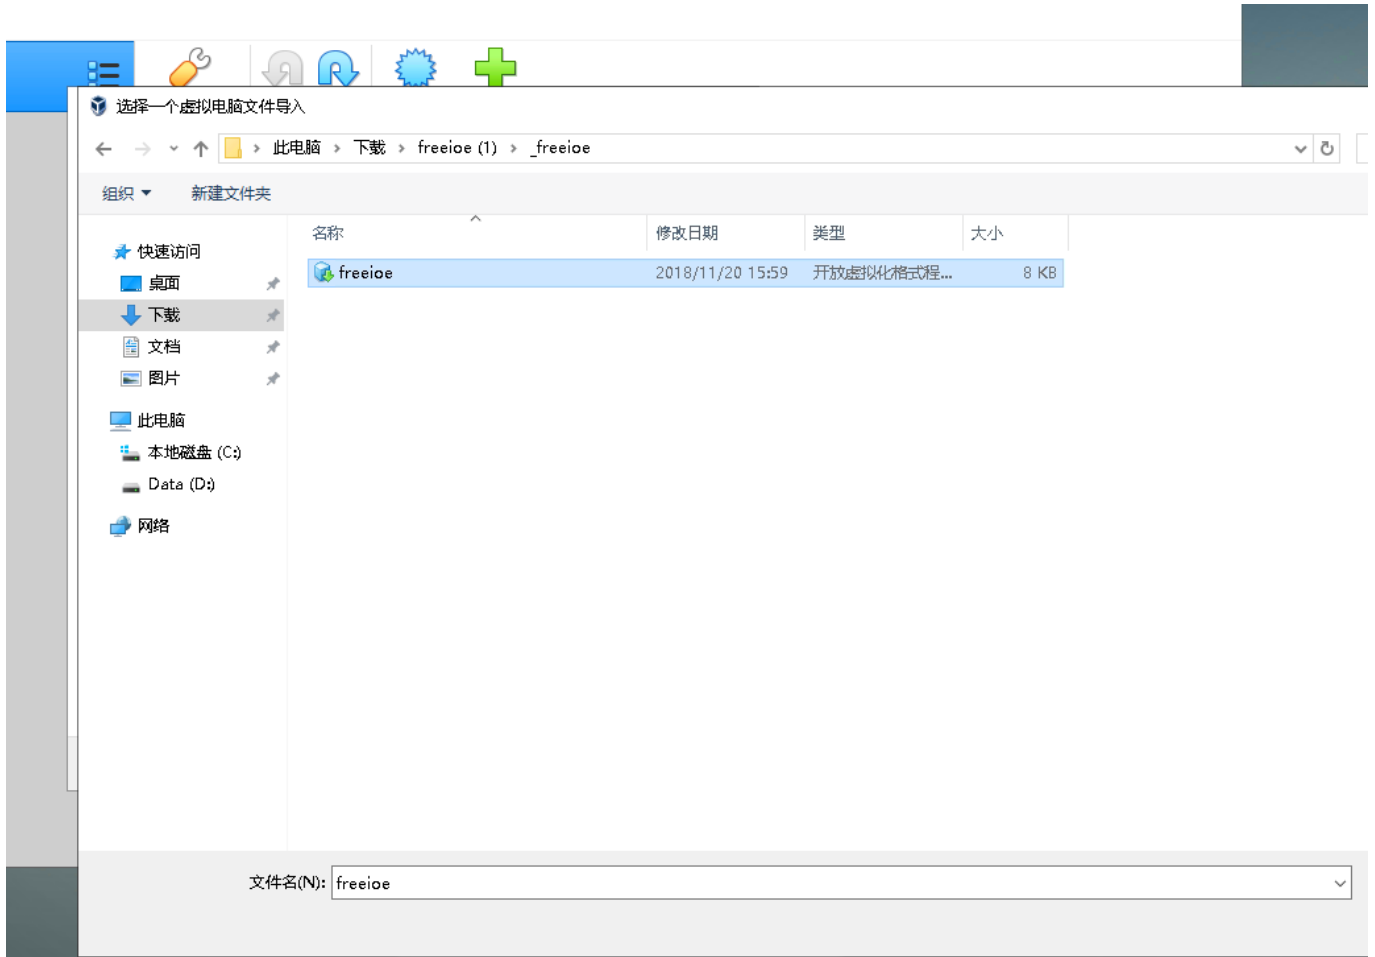 选择一个虚拟电脑文件导入
此电脑 › 下载 › freeioe (1) › _freeioe
组织 新建文件夹
名称 修改日期 类型 大小
快速访问
桌面
下载
文档
图片
此电脑
本地磁盘 (C:)
Data (D:)
网络
freeioe 2018/11/20 15:59 开放虚拟化格式程... 8 KB
文件名(N): freeioe